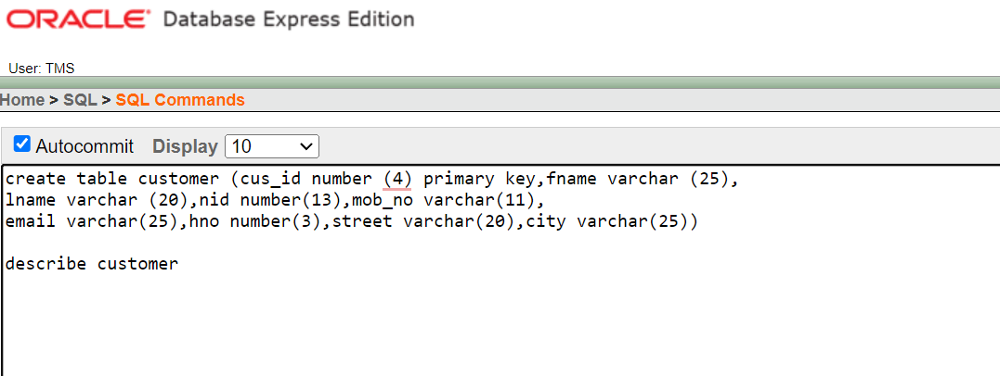 ORACLE® Database Express Edition
User: TMS
Home > SQL > SQL Commands
Autocommit Display 10
create table customer (cus_id number (4) primary key,fname varchar (25),
lname varchar (20),nid number(13),mob_no varchar(11),
email varchar(25),hno number(3),street varchar(20),city varchar(25))
describe customer